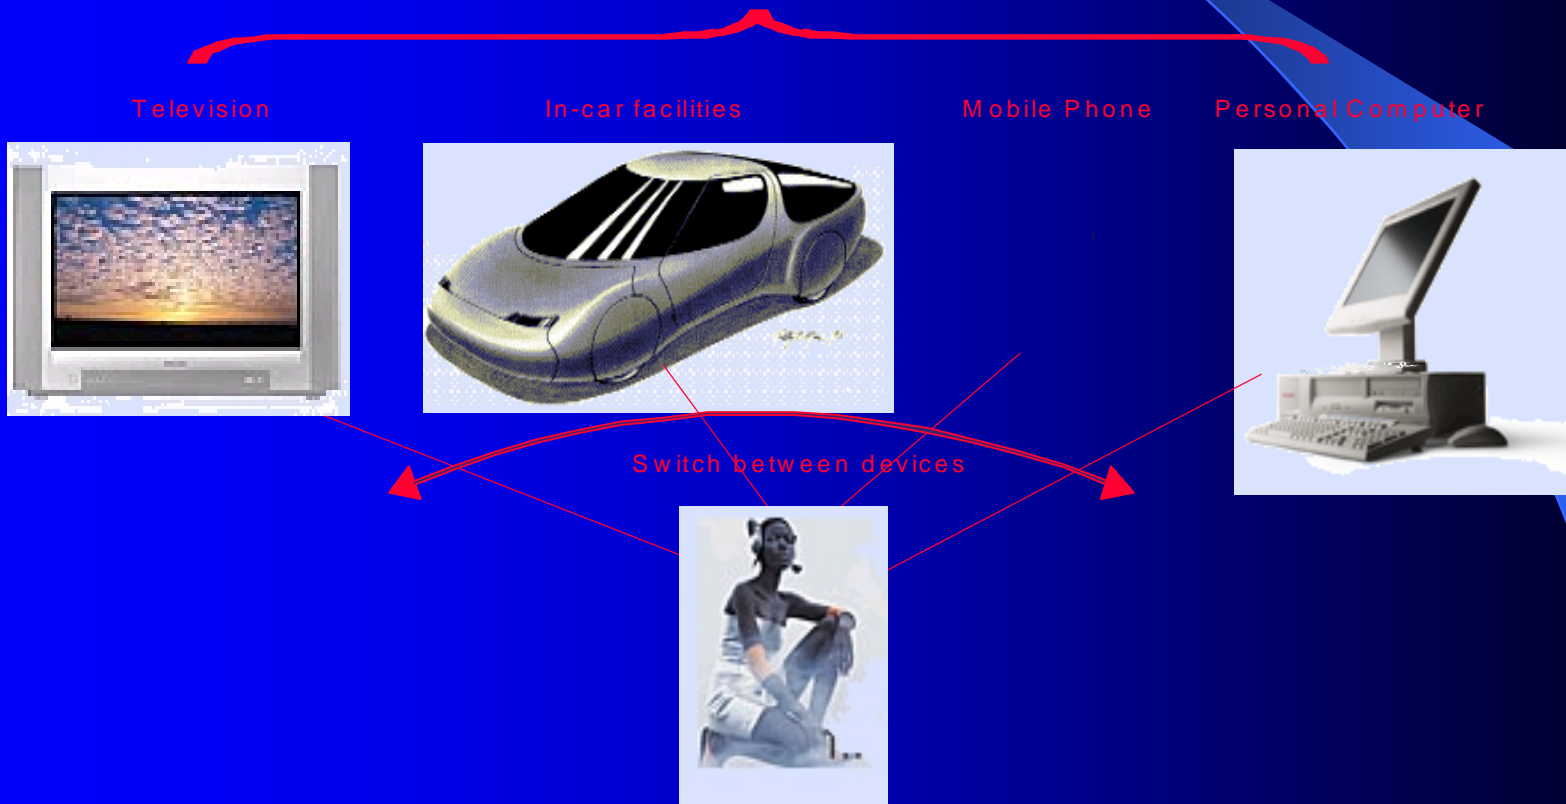 Television
In-car facilities
Mobile Phone
Personal Computer
Switch between devices